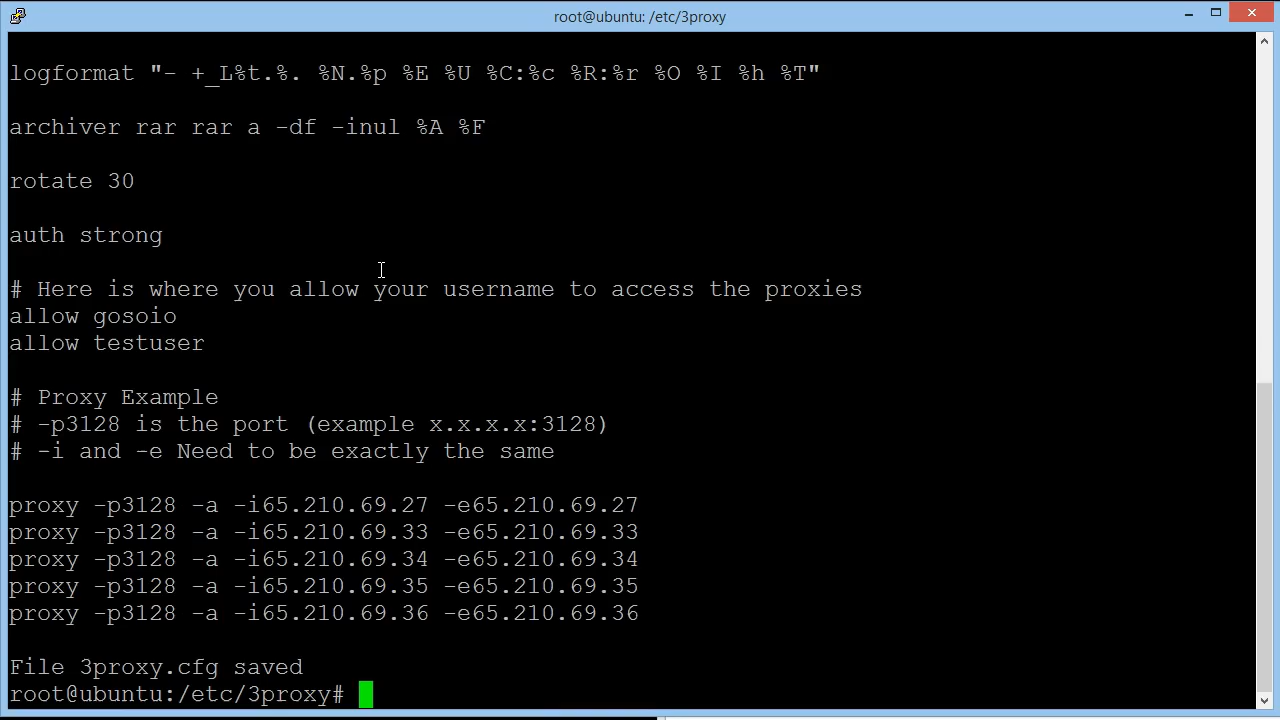 root@ubuntu: /etc/3proxy
logformat "- +_L%t.%. %N.%p %E %U %C:%c %R:%r %O %I %h %T"
archiver rar rar a -df -inul %A %F
rotate 30
auth strong
# Here is where you allow your username to access the proxies
allow gosoio
allow testuser
# Proxy Example
# -p3128 is the port (example x.x.x.x:3128)
# -i and -e Need to be exactly the same
proxy -p3128 -a -i65.210.69.27 -e65.210.69.27
proxy -p3128 -a -i65.210.69.33 -e65.210.69.33
proxy -p3128 -a -i65.210.69.34 -e65.210.69.34
proxy -p3128 -a -i65.210.69.35 -e65.210.69.35
proxy -p3128 -a -i65.210.69.36 -e65.210.69.36
File 3proxy.cfg saved
root@ubuntu:/etc/3proxy#